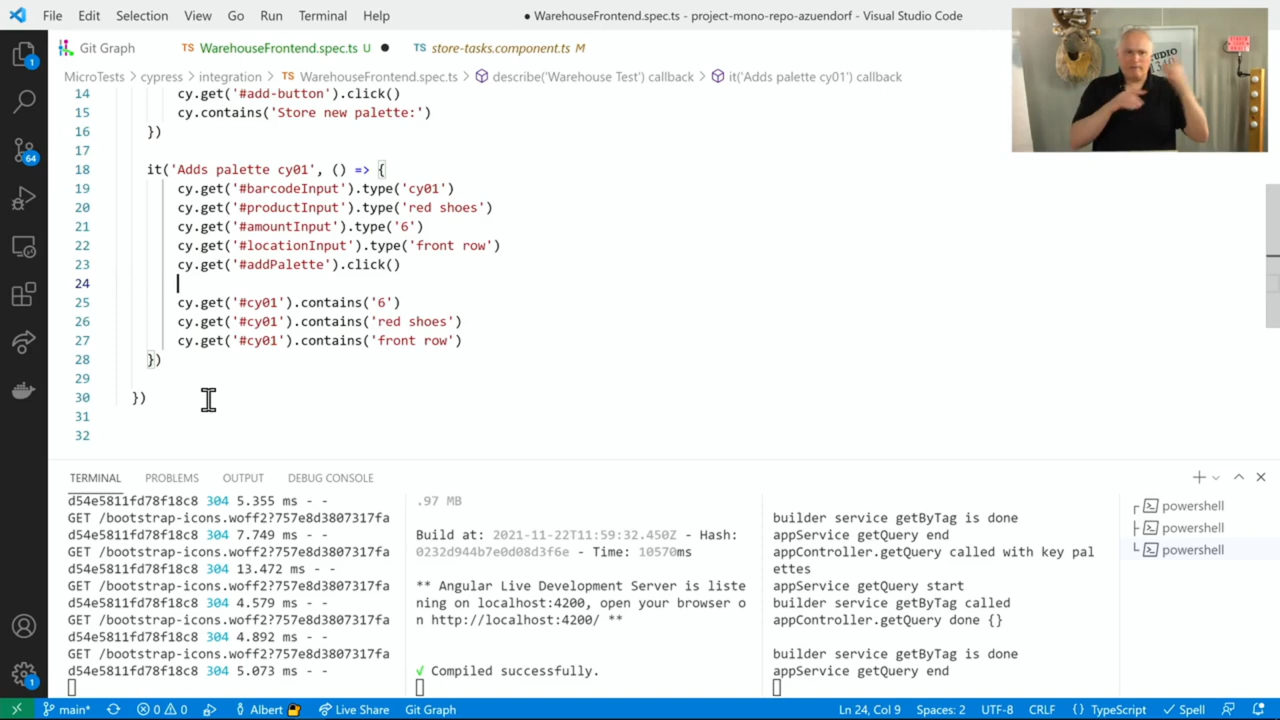 File Edit Selection View Go Run Terminal Help
● WarehouseFrontend.spec.ts - project-mono-repo-azuendorf - Visual Studio Code
Git Graph
TS WarehouseFrontend.spec.ts U ●
TS store-tasks.component.ts M
MicroTests > cypress > integration > TS WarehouseFrontend.spec.ts > describe('Warehouse Test') callback > it('Adds palette cy01') callback
14 cy.get('#add-button').click()
15 cy.contains('Store new palette:')
16 })
17
18 it('Adds palette cy01', () => {
19 cy.get('#barcodeInput').type('cy01')
20 cy.get('#productInput').type('red shoes')
21 cy.get('#amountInput').type('6')
22 cy.get('#locationInput').type('front row')
23 cy.get('#addPalette').click()
24
25 cy.get('#cy01').contains('6')
26 cy.get('#cy01').contains('red shoes')
27 cy.get('#cy01').contains('front row')
28 })
29
30 })
31
32
STUDIO
1340
1
64
1
TERMINAL PROBLEMS OUTPUT DEBUG CONSOLE
d54e5811fd78f18c8 304 5.355 ms - -
GET /bootstrap-icons.woff2?757e8d3807317fa
d54e5811fd78f18c8 304 7.749 ms - -
GET /bootstrap-icons.woff2?757e8d3807317fa
d54e5811fd78f18c8 304 13.472 ms - -
GET /bootstrap-icons.woff2?757e8d3807317fa
d54e5811fd78f18c8 304 4.579 ms - -
GET /bootstrap-icons.woff2?757e8d3807317fa
d54e5811fd78f18c8 304 4.892 ms - -
GET /bootstrap-icons.woff2?757e8d3807317fa
d54e5811fd78f18c8 304 5.073 ms - -
.97 MB
Build at: 2021-11-22T11:59:32.450Z - Hash:
0232d944b7e0d08d3f6e - Time: 10570ms
** Angular Live Development Server is liste
ning on localhost:4200, open your browser o
n http://localhost:4200/ **
√ Compiled successfully.
builder service getByTag is done
appService getQuery end
appController.getQuery called with key pal
ettes
appService getQuery start
builder service getByTag called
appController.getQuery done {}
builder service getByTag is done
appService getQuery end
powershell
powershell
powershell
main* 0 0 Albert Live Share Git Graph Ln 24, Col 9 Spaces: 2 UTF-8 CRLF {} TypeScript Spell